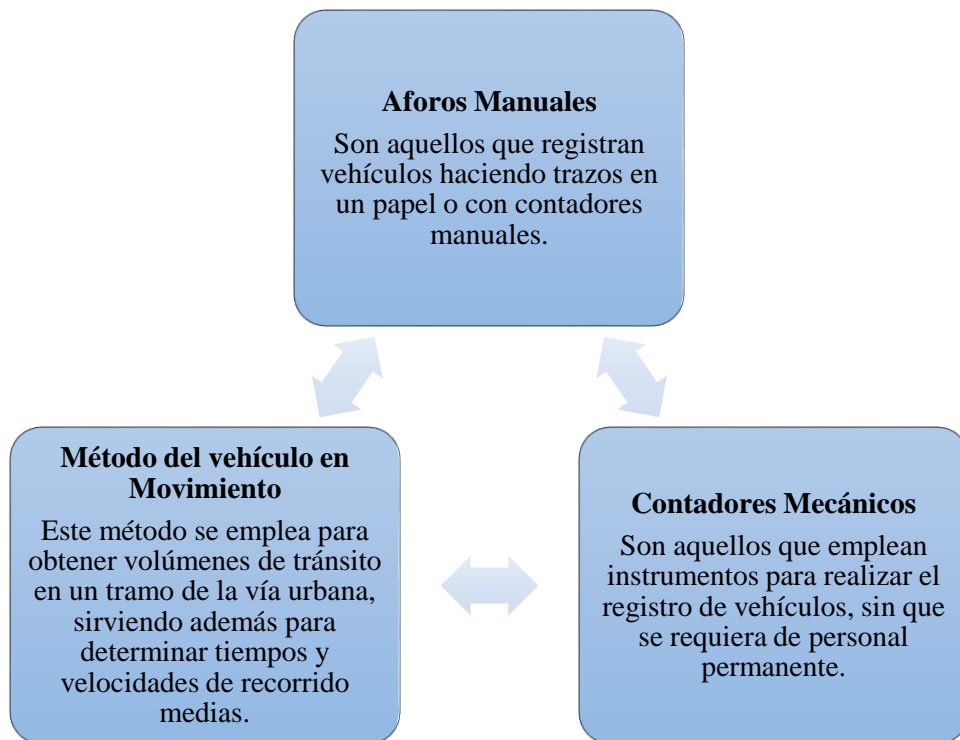 Aforos Manuales
Son aquellos que registran
vehículos haciendo trazos en
un papel o con contadores
manuales.
Método del vehículo en
Movimiento
Este método se emplea para
obtener volúmenes de tránsito
en un tramo de la vía urbana,
sirviendo además para
determinar tiempos y
velocidades de recorrido
medias.
Contadores Mecánicos
Son aquellos que emplean
instrumentos para realizar el
registro de vehículos, sin que
se requiera de personal
permanente.